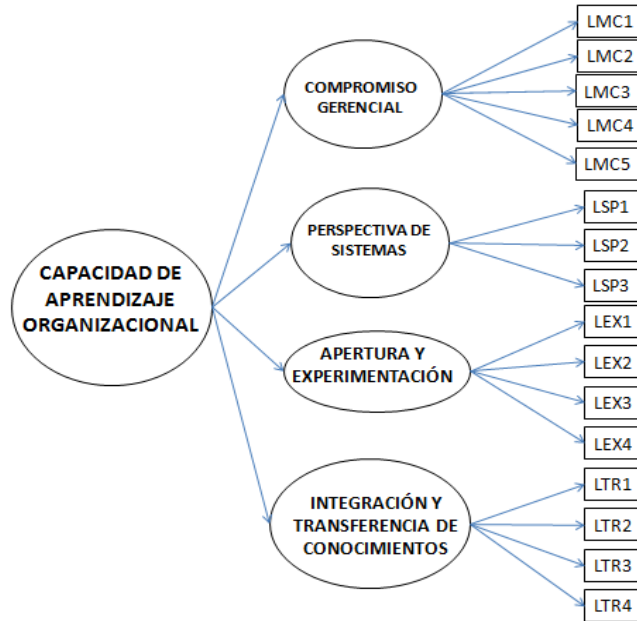 CAPACIDAD DE
APRENDIZAJE
ORGANIZACIONAL
COMPROMISO
GERENCIAL
LMC1
LMC2
LMC3
LMC4
LMC5
PERSPECTIVA DE
SISTEMAS
LSP1
LSP2
LSP3
APERTURA Y
EXPERIMENTACIÓN
LEX1
LEX2
LEX3
LEX4
INTEGRACIÓN Y
TRANSFERENCIA DE
CONOCIMIENTOS
LTR1
LTR2
LTR3
LTR4